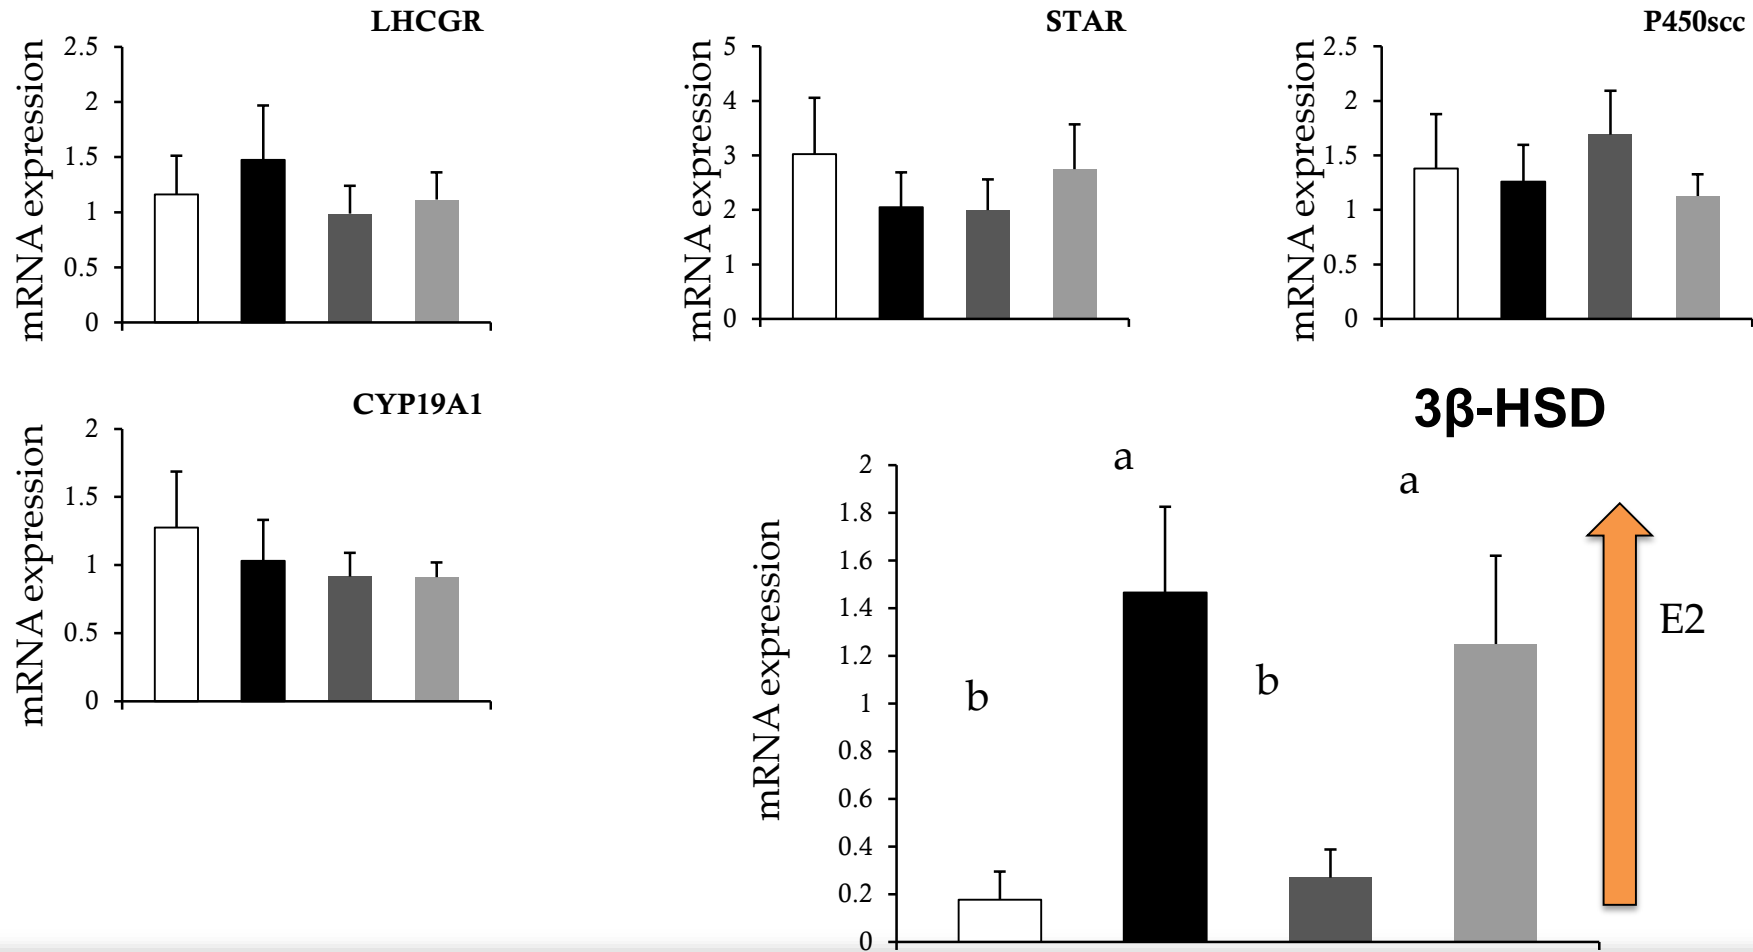 LHCGR
mRNA expression
2.5
2
1.5
1
0.5
0
STAR
mRNA expression
5
4
3
2
1
0
P450scc
mRNA expression
2.5
2
1.5
1
0.5
0
CYP19A1
mRNA expression
2
1.5
1
0.5
0
3β-HSD
mRNA expression
2
1.8
1.6
1.4
1.2
1
0.8
0.6
0.4
0.2
0
b
a
b
a
E2